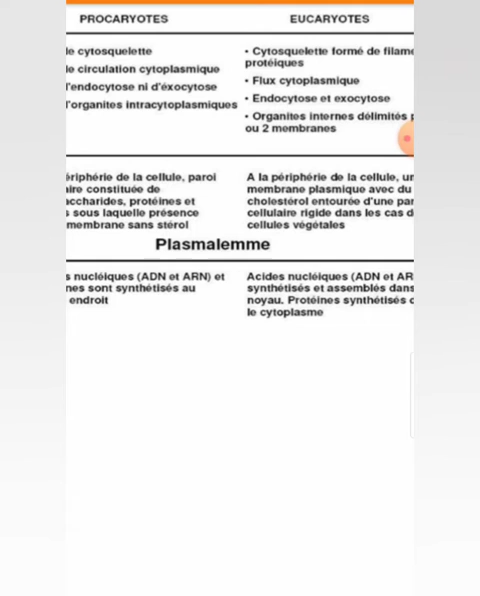 PROCARYOTES
EUCARYOTES
le cytosquelette
le circulation cytoplasmique
l'endocytose ni d'éxocytose
l'organites intracytoplasmiques
• Cytosquelette formé de filame
protéiques
• Flux cytoplasmique
• Endocytose et exocytose
• Organites internes délimités p
ou 2 membranes
ériphérie de la cellule, paroi
aire constituée de
accharides, protéines et
s sous laquelle présence
membrane sans stérol
A la périphérie de la cellule, un
membrane plasmique avec du
cholestérol entourée d'une par
cellulaire rigide dans les cas d
cellules végétales
Plasmalemme
s nucléiques (ADN et ARN) et
nes sont synthétisés au
endroit
Acides nucléiques (ADN et AR
synthétisés et assemblés dans
noyau. Protéines synthétisés d
le cytoplasme